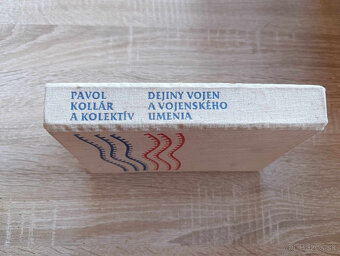 PAVOL
KOLLÁR
A KOLEKTÍV
DEJINY VOJEN
A VOJENSKÉHO
UMENIA